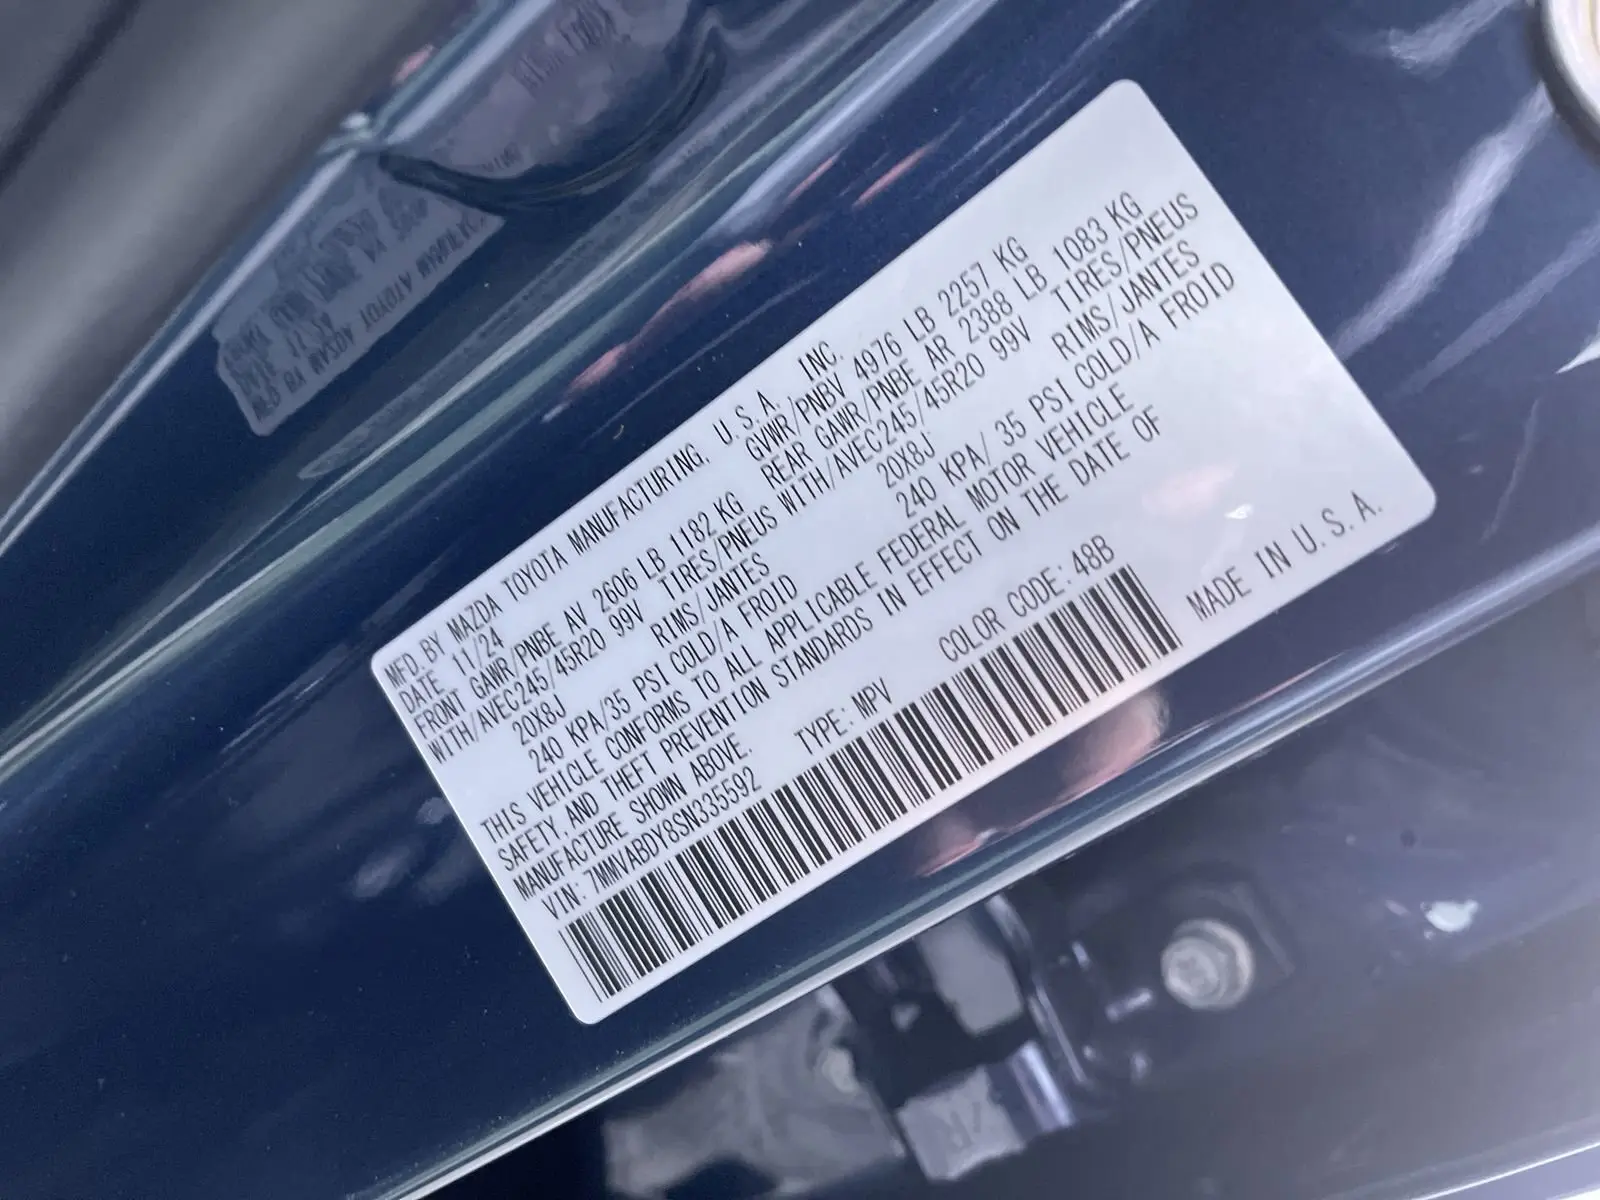 MFD. BY MAZDA TOYOTA MANUFACTURING, U.S.A., INC.
DATE 11/24 GVWR/PNBV 4976 LB 2257 KG
FRONT GAWR/PNBE AV 2606 LB 1182 KG REAR GAWR/PNBE AR 2388 LB 1083 KG
WITH/AVEC245/45R20 99V TIRES/PNEUS WITH/AVEC245/45R20 99V TIRES/PNEUS
20X8J RIMS/JANTES 20X8J RIMS/JANTES
240 KPA/35 PSI COLD/A FROID 240 KPA/ 35 PSI COLD/A FROID
THIS VEHICLE CONFORMS TO ALL APPLICABLE FEDERAL MOTOR VEHICLE
SAFETY, AND THEFT PREVENTION STANDARDS IN EFFECT ON THE DATE OF
MANUFACTURE SHOWN ABOVE.
VIN: 7MMVABDY8SN335592 TYPE: MPV COLOR CODE: 48B
MADE IN U.S.A.